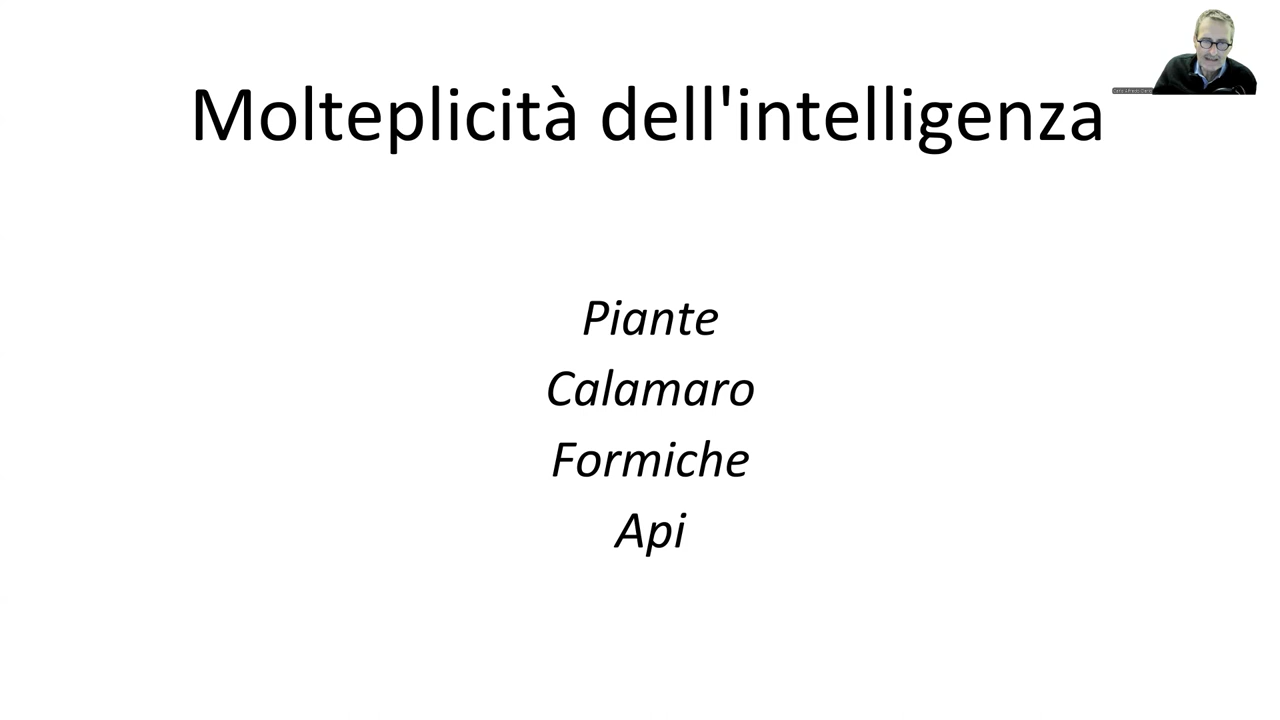 Molteplicità dell'intelligenza
Piante
Calamaro
Formiche
Api